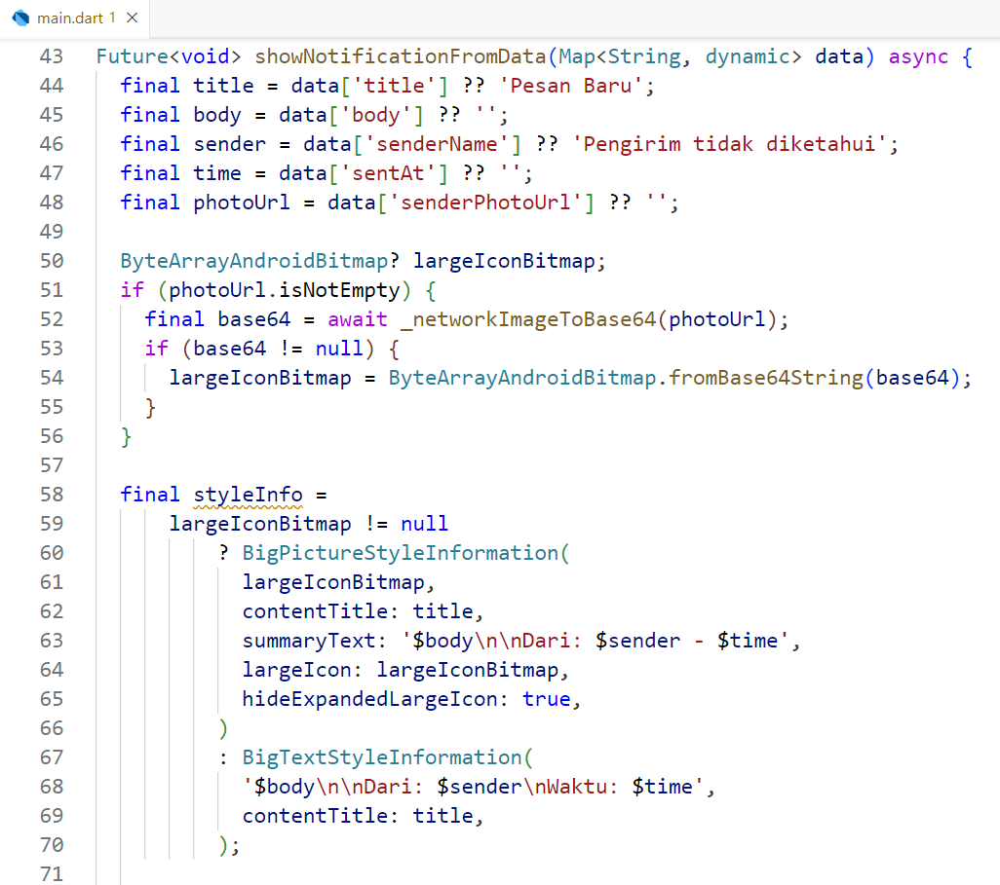 main.dart 1 ×
43 Future<void> showNotificationFromData(Map<String, dynamic> data) async {
44   final title = data['title'] ?? 'Pesan Baru';
45   final body = data['body'] ?? '';
46   final sender = data['senderName'] ?? 'Pengirim tidak diketahui';
47   final time = data['sentAt'] ?? '';
48   final photoUrl = data['senderPhotoUrl'] ?? '';
49
50   ByteArrayAndroidBitmap? largeIconBitmap;
51   if (photoUrl.isNotEmpty) {
52     final base64 = await _networkImageToBase64(photoUrl);
53     if (base64 != null) {
54       largeIconBitmap = ByteArrayAndroidBitmap.fromBase64String(base64);
55     }
56   }
57
58   final styleInfo =
59       largeIconBitmap != null
60           ? BigPictureStyleInformation(
61             largeIconBitmap,
62             contentTitle: title,
63             summaryText: '$body\n\nDari: $sender - $time',
64             largeIcon: largeIconBitmap,
65             hideExpandedLargeIcon: true,
66           )
67           : BigTextStyleInformation(
68             '$body\n\nDari: $sender\nWaktu: $time',
69             contentTitle: title,
70           );
71